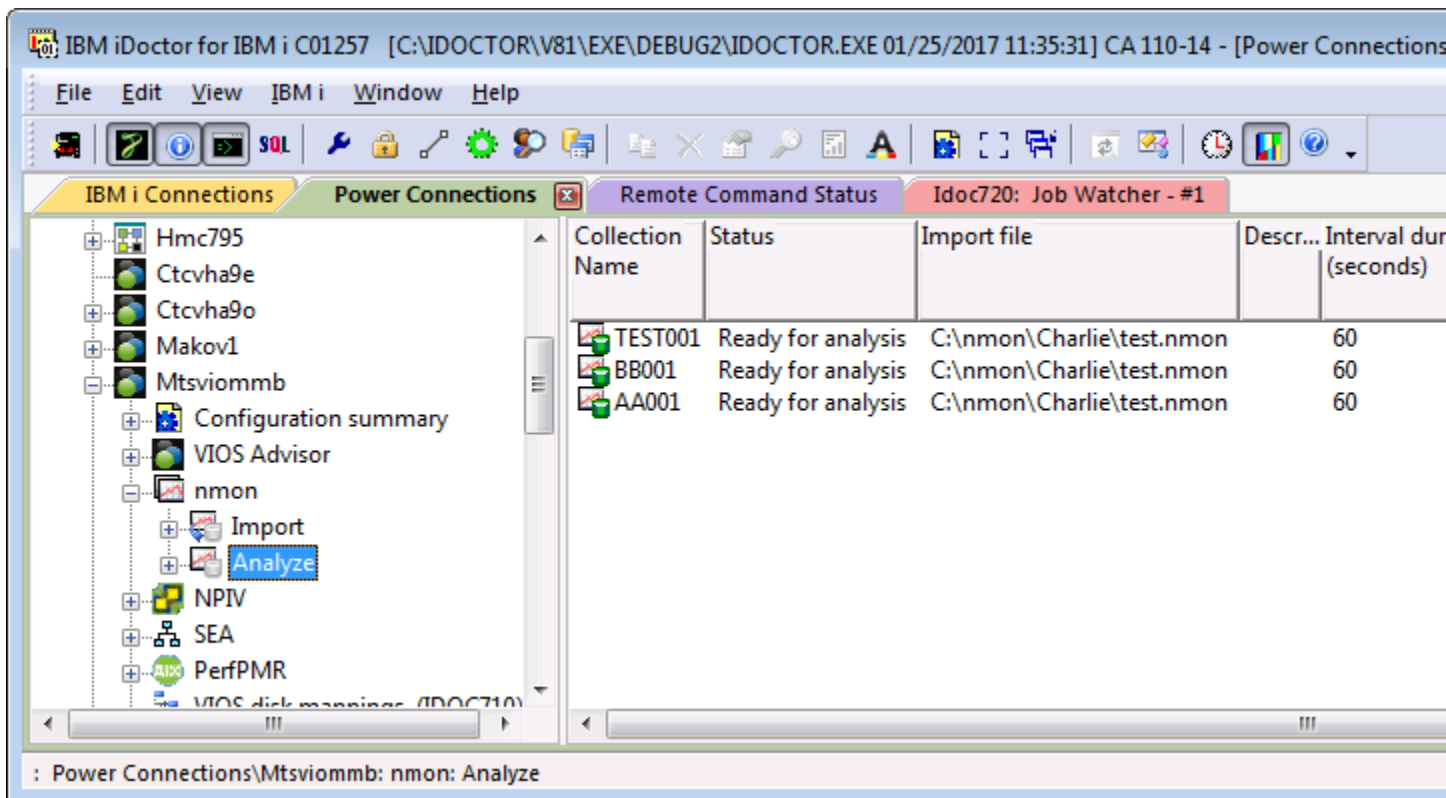 IBM iDoctor for IBM i C01257 [C:\IDOCTOR\V81\EXE\DEBUG2\IDOCTOR.EXE 01/25/2017 11:35:31] CA 110-14 - [Power Connections
File Edit View IBM i Window Help
SQL
IBM i Connections Power Connections Remote Command Status Idoc720: Job Watcher - #1
Hmc795
Ctcvha9e
Ctcvha9o
Makov1
Mtsviommb
Configuration summary
VIOS Advisor
nmon
Import
Analyze
NPIV
SEA
AIX PerfPMR
VIOS disk mappings (IDOC710)
Collection Name Status Import file Descr... Interval dur (seconds)
TEST001 Ready for analysis C:\nmon\Charlie\test.nmon 60
BB001 Ready for analysis C:\nmon\Charlie\test.nmon 60
AA001 Ready for analysis C:\nmon\Charlie\test.nmon 60
: Power Connections\Mtsviommb: nmon: Analyze